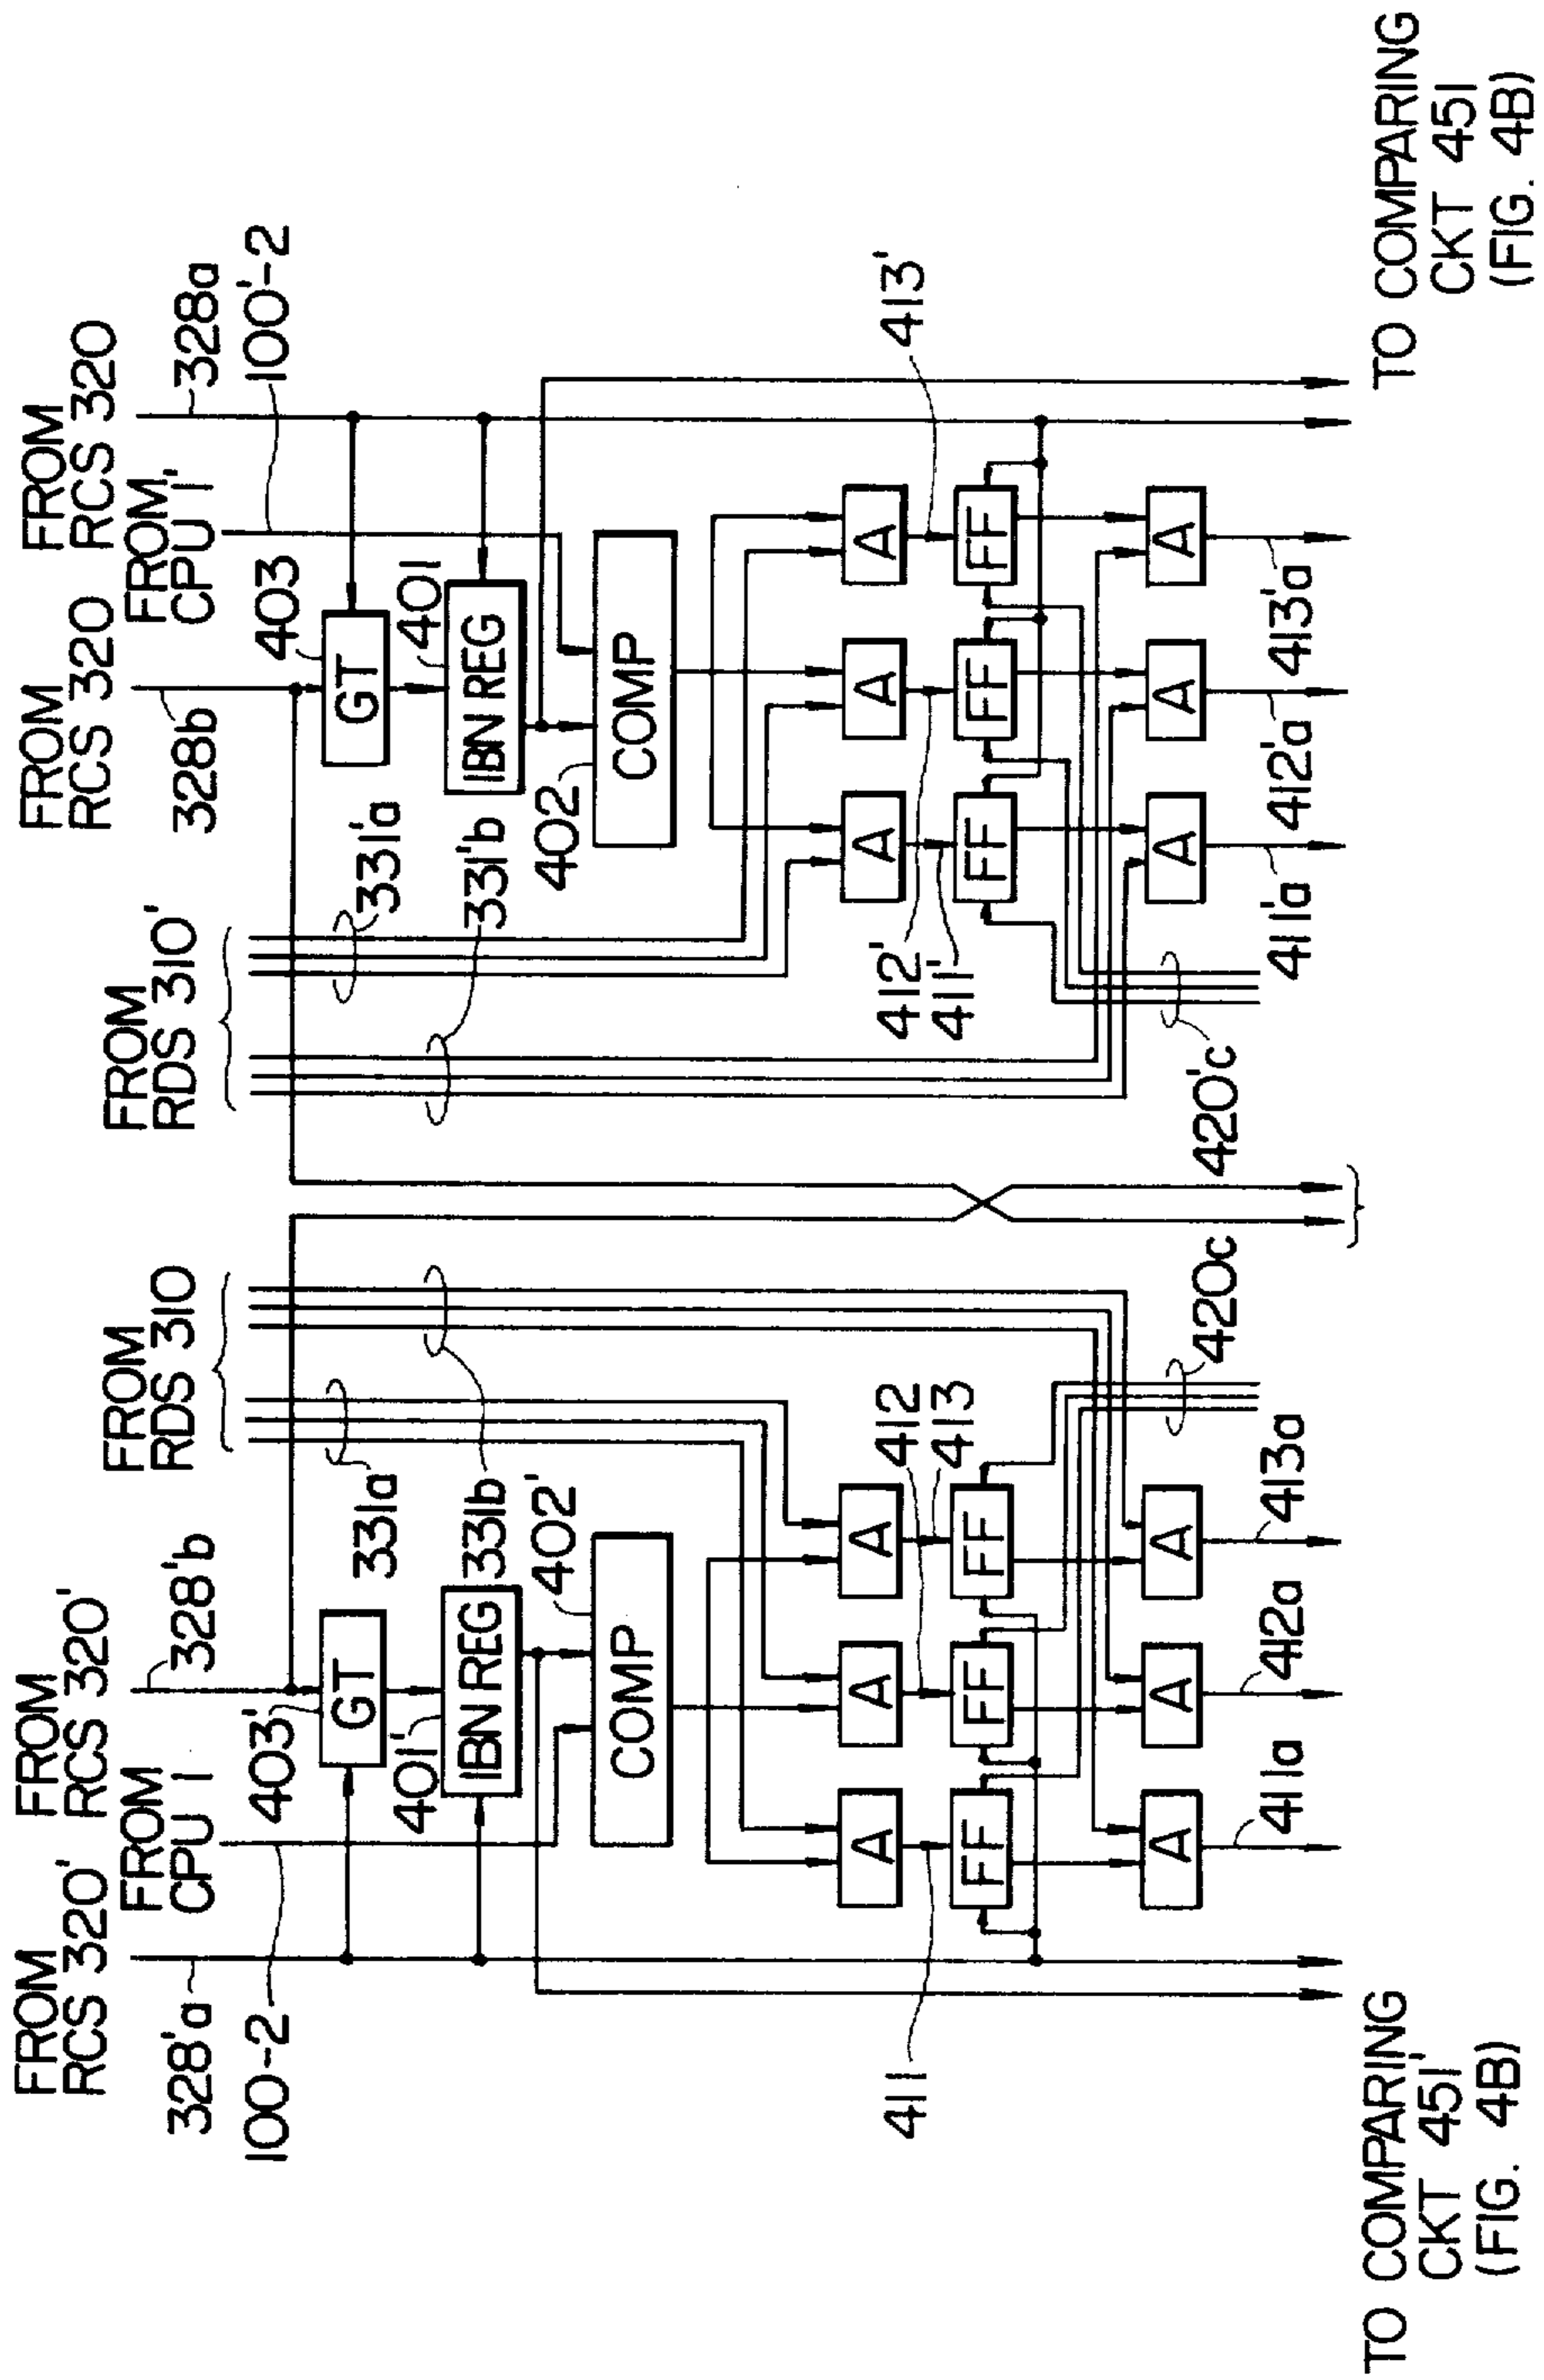 FROM
RCS 320'
FROM
CPU 1
FROM
RCS 320'
FROM
RDS 310
FROM
RDS 310'
FROM
RCS 320
FROM
CPU 1'
FROM
RCS 320
328'a
100-2
328'b
328b
328a
100'-2
403'
GT
331a
331'a
GT
403
401'
IBN REG
331b
331'b
IBN REG
401
402'
COMP
402
COMP
A
A
A
A
A
A
411
412
413
412'
411'
413'
FF
FF
FF
FF
FF
FF
420c
420'c
A
A
A
A
A
A
411a
412a
413a
411'a
412'a
413'a
TO COMPARING
CKT 451'
(FIG. 4B)
TO COMPARING
CKT 451
(FIG. 4B)